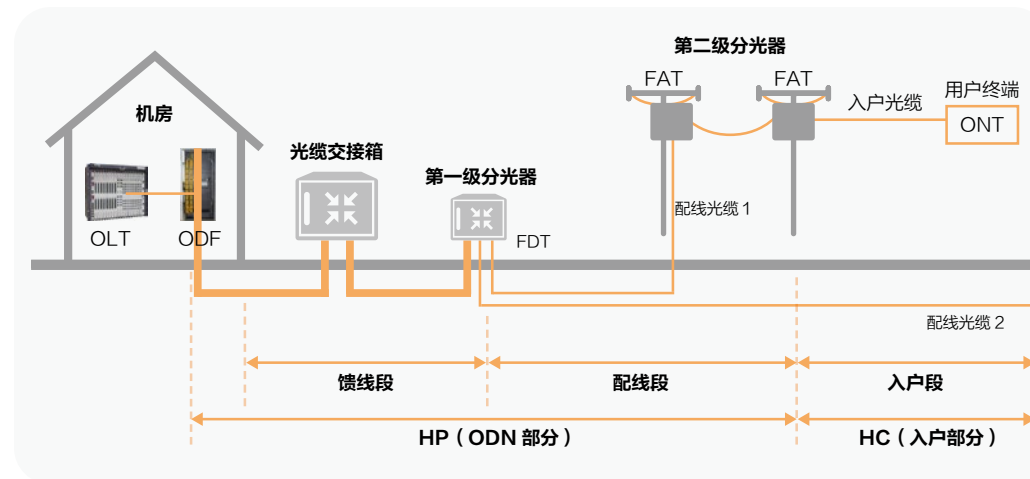 第二级分光器
FAT
FAT
用户终端
入户光缆
ONT
机房
光缆交接箱
第一级分光器
配线光缆 1
OLT
ODF
FDT
配线光缆 2
馈线段
配线段
入户段
HP（ODN 部分）
HC（入户部分）